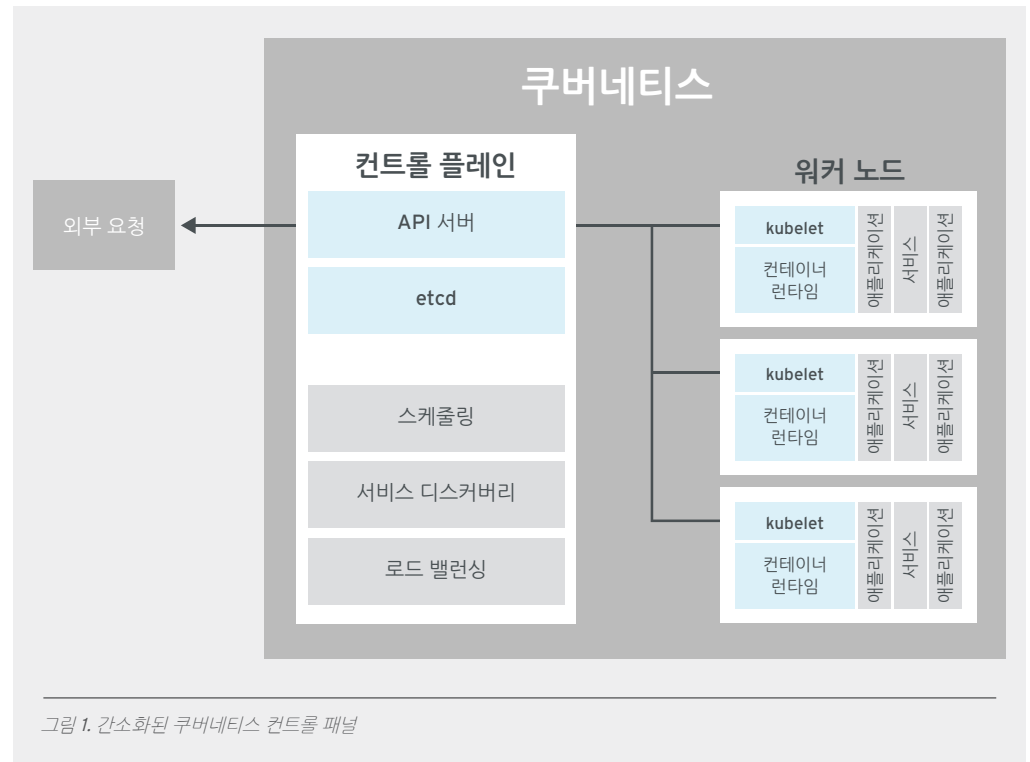 쿠버네티스
컨트롤 플레인
워커 노드
외부 요청
API 서버
etcd
스케줄링
서비스 디스커버리
로드 밸런싱
kubelet
컨테이너
런타임
애플리케이션
서비스
애플리케이션
kubelet
컨테이너
런타임
애플리케이션
서비스
애플리케이션
kubelet
컨테이너
런타임
애플리케이션
서비스
애플리케이션
그림 1. 간소화된 쿠버네티스 컨트롤 패널